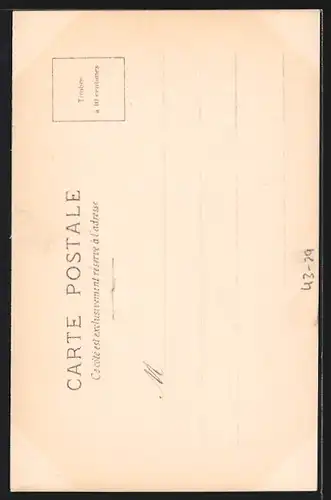 CARTE POSTALE
Ce côté est exclusivement réservé à l'adresse
Timbre
à 10 centimes
M
43-29